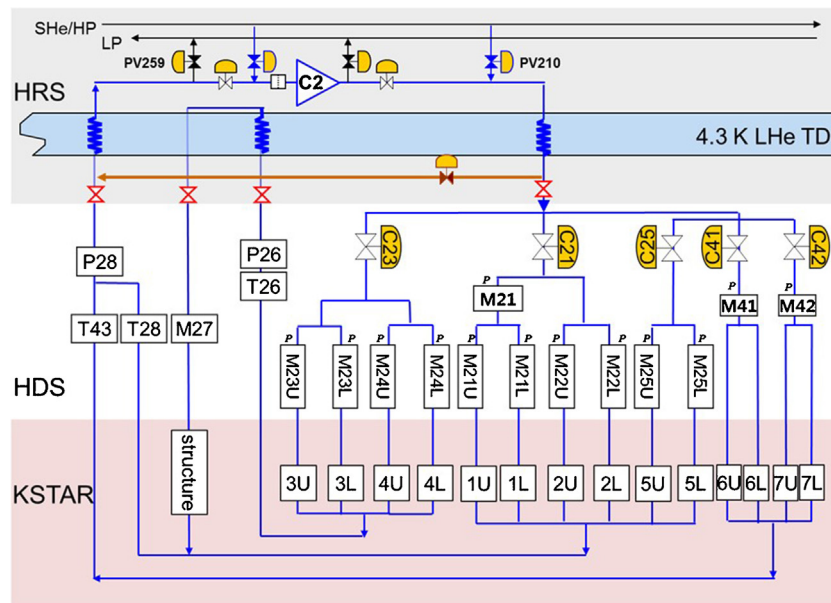 SHe/HP
LP
PV259
C2
PV210
HRS
4.3 K LHe TD
C23
C21
C25
C41
C42
P28
P26
T26
P
M21
P
M41
P
M42
T43
T28
M27
P
M23U
P
M23L
P
M24U
P
M24L
P
M21U
P
M21L
P
M22U
P
M22L
P
M25U
P
M25L
HDS
KSTAR
structure
3U
3L
4U
4L
1U
1L
2U
2L
5U
5L
6U
6L
7U
7L